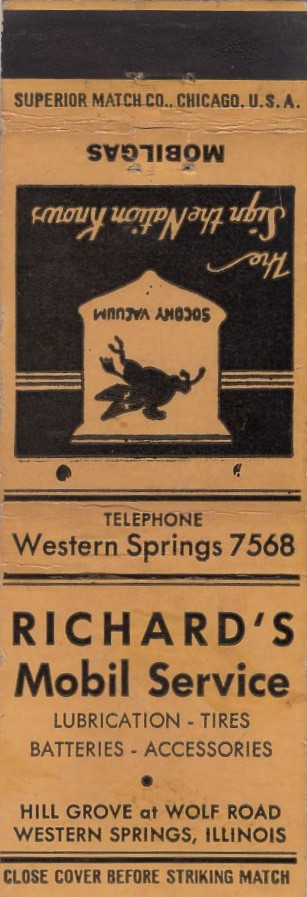 SUPERIOR MATCH CO., CHICAGO, U.S.A.
MOBILGAS
The
Sign the Nation Knows
SOCONY VACUUM
TELEPHONE
Western Springs 7568
RICHARD'S
Mobil Service
LUBRICATION - TIRES
BATTERIES - ACCESSORIES
HILL GROVE at WOLF ROAD
WESTERN SPRINGS, ILLINOIS
CLOSE COVER BEFORE STRIKING MATCH